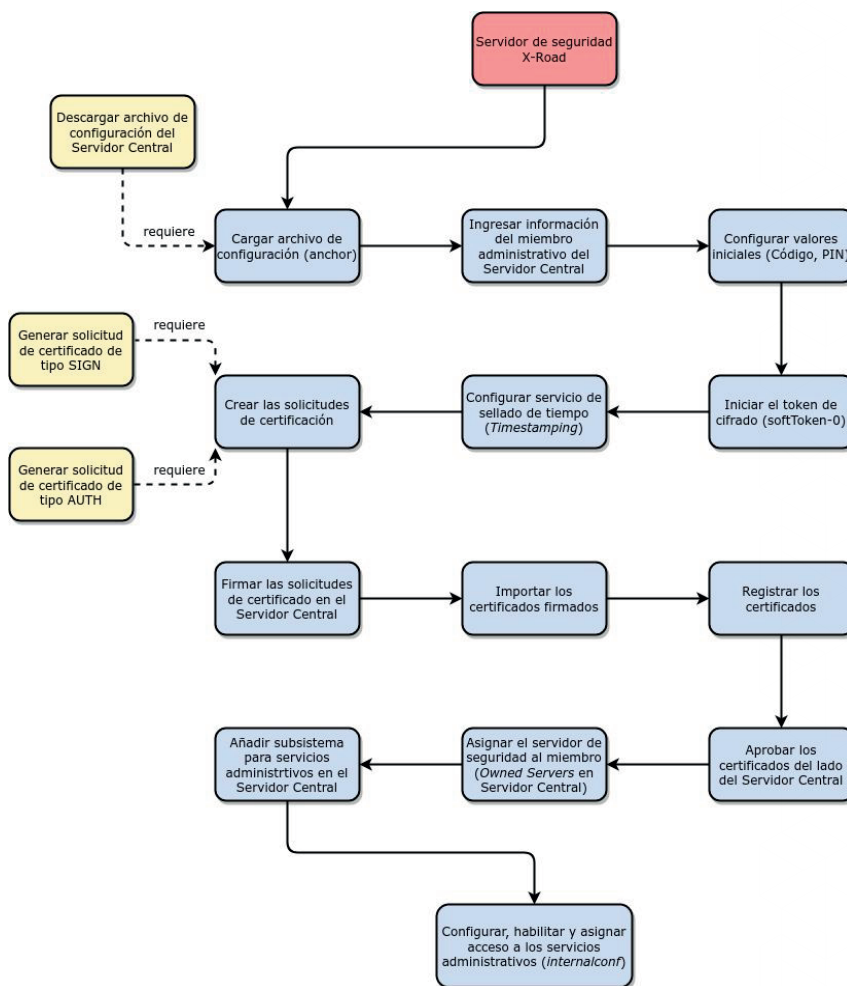 Servidor de seguridad
X-Road
Descargar archivo de
configuración del
Servidor Central
requiere
Cargar archivo de
configuración (anchor)
Ingresar información
del miembro
administrativo del
Servidor Central
Configurar valores
iniciales (Código, PIN)
Generar solicitud
de certificado de
tipo SIGN
requiere
Crear las solicitudes
de certificación
Configurar servicio de
sellado de tiempo
(Timestamping)
Iniciar el token de
cifrado (softToken-0)
Generar solicitud
de certificado de
tipo AUTH
requiere
Firmar las solicitudes
de certificado en el
Servidor Central
Importar los
certificados firmados
Registrar los
certificados
Añadir subsistema
para servicios
administrtivos en el
Servidor Central
Asignar el servidor de
seguridad al miembro
(Owned Servers en
Servidor Central)
Aprobar los
certificados del lado
del Servidor Central
Configurar, habilitar y asignar
acceso a los servicios
administrativos (internalconf)